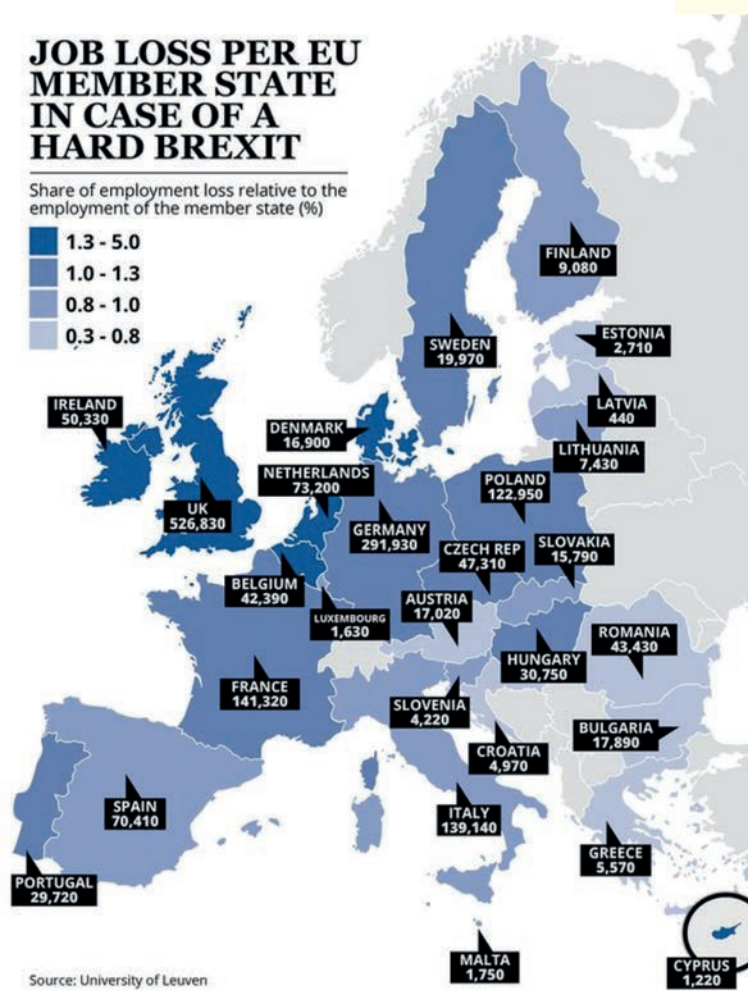 JOB LOSS PER EU
MEMBER STATE
IN CASE OF A
HARD BREXIT
Share of employment loss relative to the
employment of the member state (%)
1.3 - 5.0
1.0 - 1.3
0.8 - 1.0
0.3 - 0.8
FINLAND
9,080
ESTONIA
2,710
SWEDEN
19,970
LATVIA
440
IRELAND
50,330
DENMARK
16,900
LITHUANIA
7,430
NETHERLANDS
73,200
POLAND
122,950
UK
526,830
GERMANY
291,930
CZECH REP
47,310
SLOVAKIA
15,790
BELGIUM
42,390
LUXEMBOURG
1,630
AUSTRIA
17,020
ROMANIA
43,430
HUNGARY
30,750
FRANCE
141,320
SLOVENIA
4,220
BULGARIA
17,890
CROATIA
4,970
SPAIN
70,410
ITALY
139,140
GREECE
5,570
PORTUGAL
29,720
MALTA
1,750
CYPRUS
1,220
Source: University of Leuven